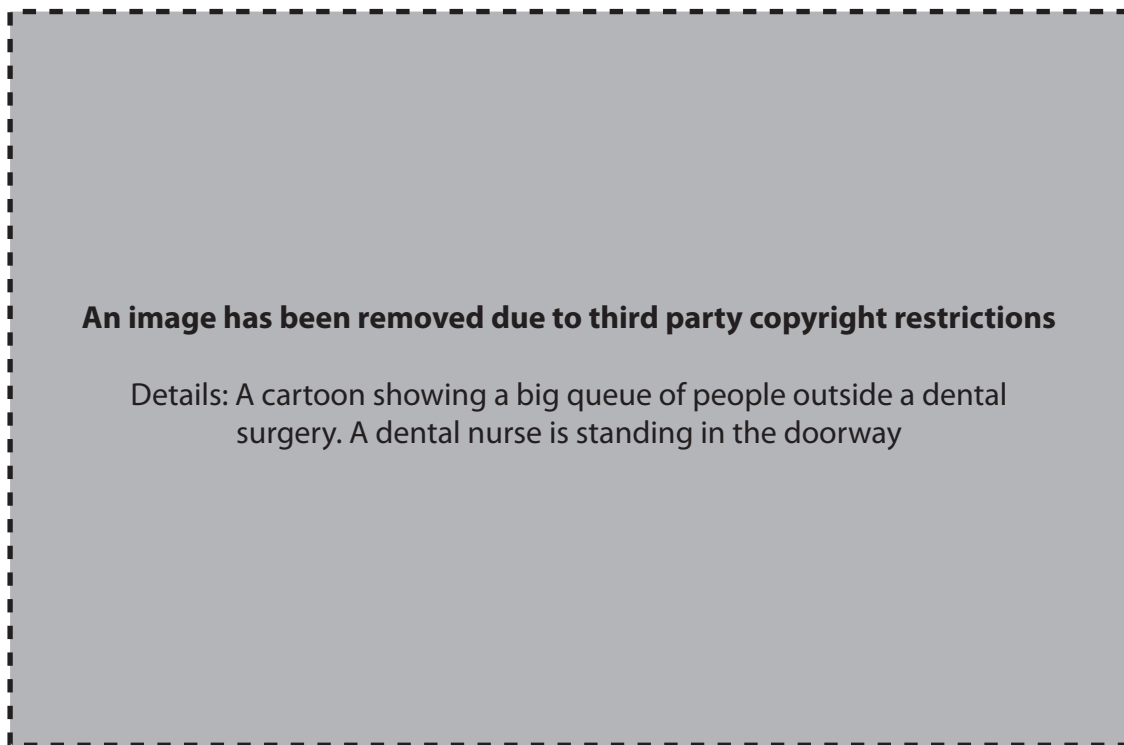 An image has been removed due to third party copyright restrictions
Details: A cartoon showing a big queue of people outside a dental
surgery. A dental nurse is standing in the doorway